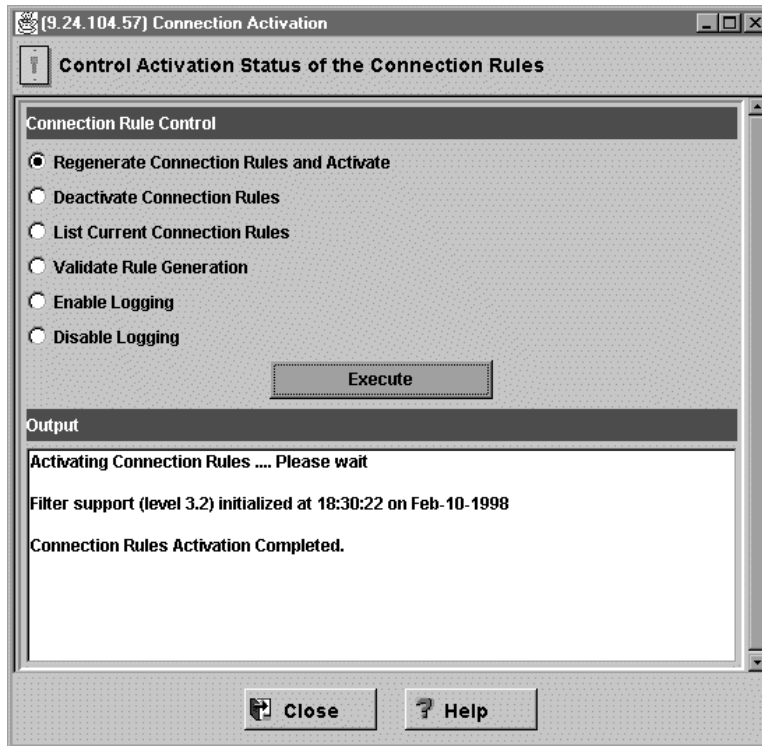 (9.24.104.57) Connection Activation
Control Activation Status of the Connection Rules
Connection Rule Control
Regenerate Connection Rules and Activate
Deactivate Connection Rules
List Current Connection Rules
Validate Rule Generation
Enable Logging
Disable Logging
Execute
Output
Activating Connection Rules .... Please wait
Filter support (level 3.2) initialized at 18:30:22 on Feb-10-1998
Connection Rules Activation Completed.
Close
Help